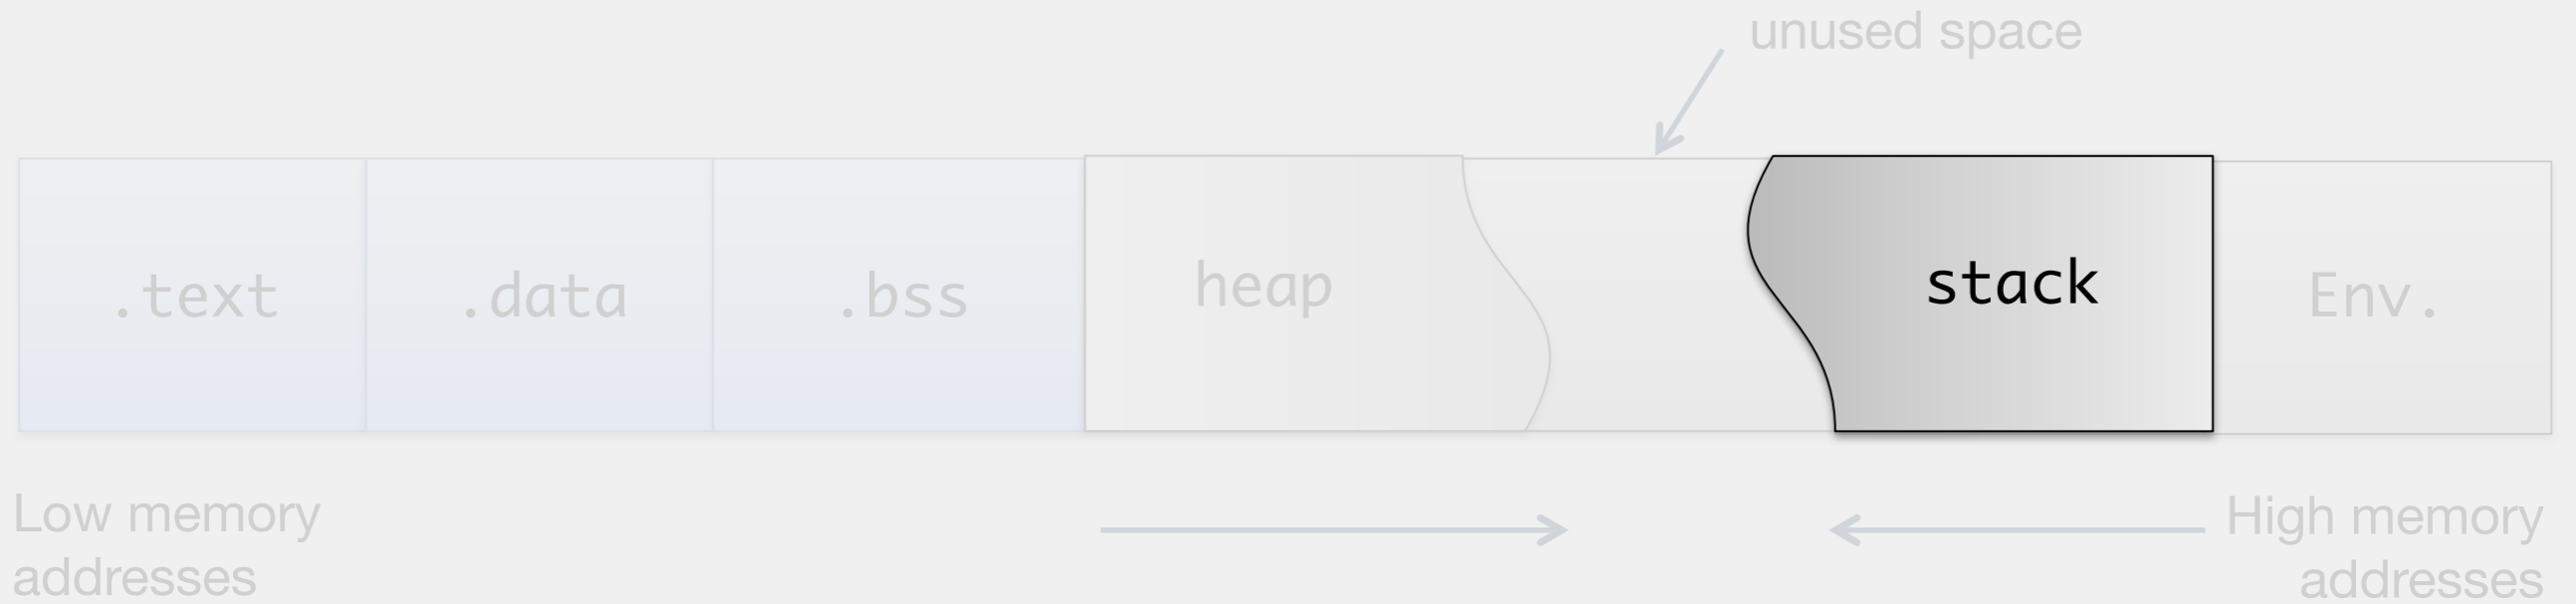 unused space
.text
.data
.bss
heap
stack
Env.
Low memory
addresses
High memory
addresses